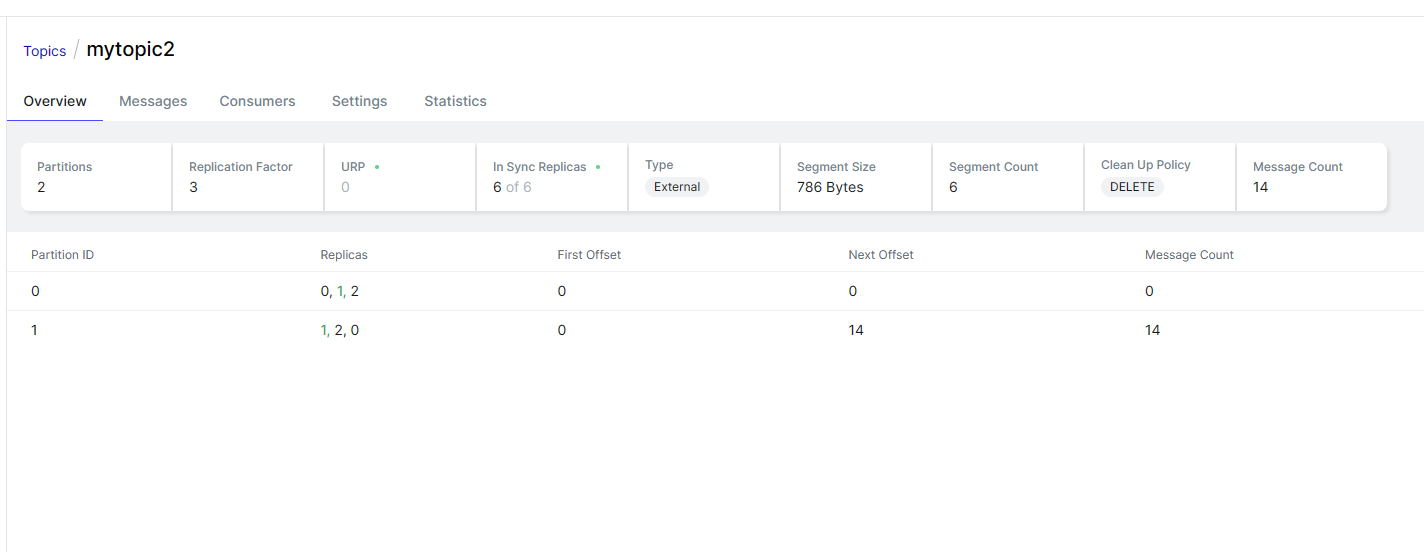 Topics / mytopic2
Overview Messages Consumers Settings Statistics
Partitions Replication Factor URP In Sync Replicas Type Segment Size Segment Count Clean Up Policy Message Count
2 3 0 6 of 6 External 786 Bytes 6 DELETE 14
Partition ID Replicas First Offset Next Offset Message Count
0 0, 1, 2 0 0 0
1 1, 2, 0 0 14 14